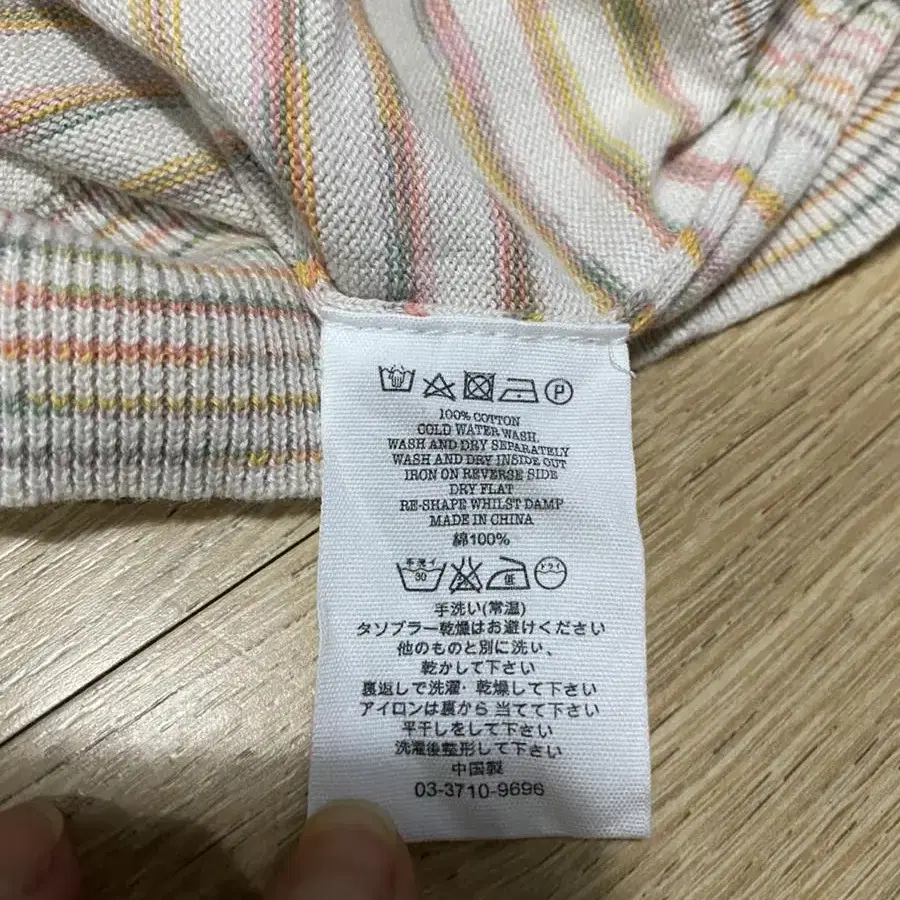 P
100% COTTON
COLD WATER WASH.
WASH AND DRY SEPARATELY
WASH AND DRY INSIDE OUT
IRON ON REVERSE SIDE
DRY FLAT
RE-SHAPE WHILST DAMP
MADE IN CHINA
綿100%
手洗イ 30 低 ドライ
手洗い(常温)
タソブラー乾燥はお避けください
他のものと別に洗い、
乾かして下さい
裏返しで洗濯・乾燥して下さい
アイロンは裏から当てて下さい
平干しをして下さい
洗濯後整形して下さい
中国製
03-3710-9696